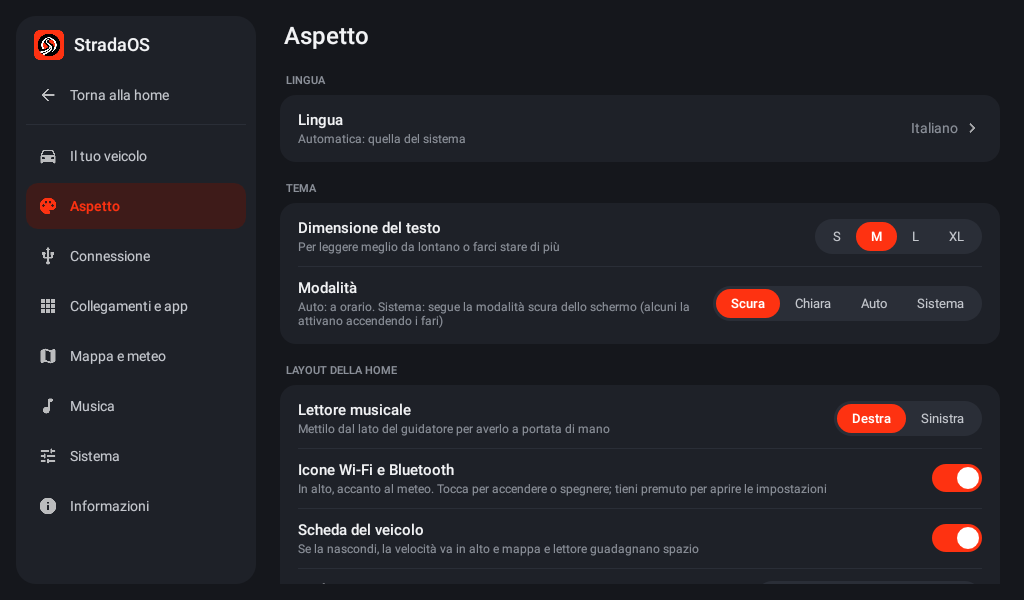 StradaOS
Torna alla home
Il tuo veicolo
Aspetto
Connessione
Collegamenti e app
Mappa e meteo
Musica
Sistema
Informazioni
Aspetto
LINGUA
Lingua
Automatica: quella del sistema
Italiano
TEMA
Dimensione del testo
Per leggere meglio da lontano o farci stare di più
S M L XL
Modalità
Auto: a orario. Sistema: segue la modalità scura dello schermo (alcuni la
attivano accendendo i fari)
Scura Chiara Auto Sistema
LAYOUT DELLA HOME
Lettore musicale
Mettilo dal lato del guidatore per averlo a portata di mano
Destra Sinistra
Icone Wi-Fi e Bluetooth
In alto, accanto al meteo. Tocca per accendere o spegnere; tieni premuto per aprire le impostazioni
Scheda del veicolo
Se la nascondi, la velocità va in alto e mappa e lettore guadagnano spazio